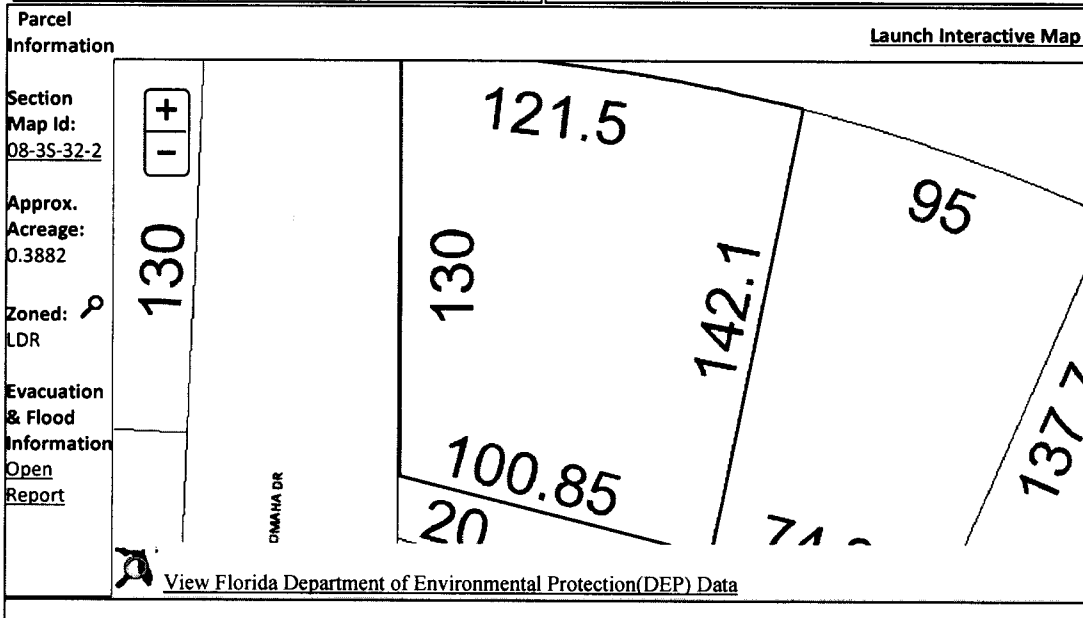 Parcel
Information
Launch Interactive Map
Section
Map Id:
08-3S-32-2
Approx.
Acreage:
0.3882
Zoned:
LDR
Evacuation
& Flood
Information
Open
Report
+
-
130
121.5
130
142.1
95
100.85
20
137.7
OMAHA DR
View Florida Department of Environmental Protection(DEP) Data